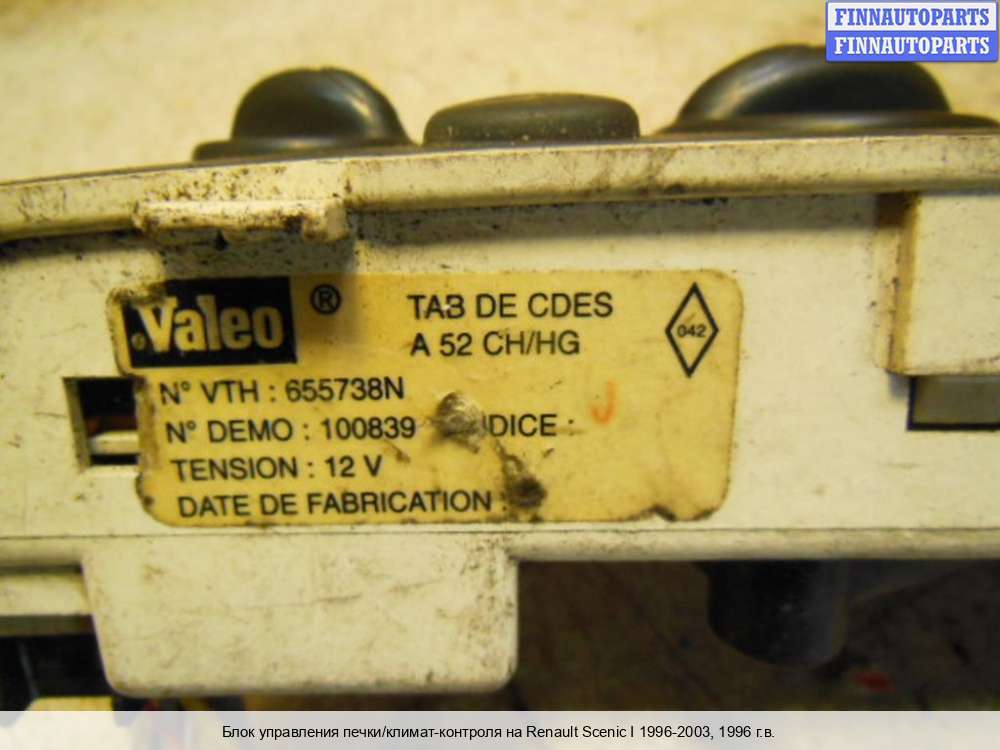 FINNAUTOPARTS
FINNAUTOPARTS
Valeo ®
TAB DE CDES
A 52 CH/HG
042
N° VTH : 655738N
N° DEMO : 100839 DICE : J
TENSION : 12 V
DATE DE FABRICATION :
Блок управления печки/климат-контроля на Renault Scenic I 1996-2003, 1996 г.в.